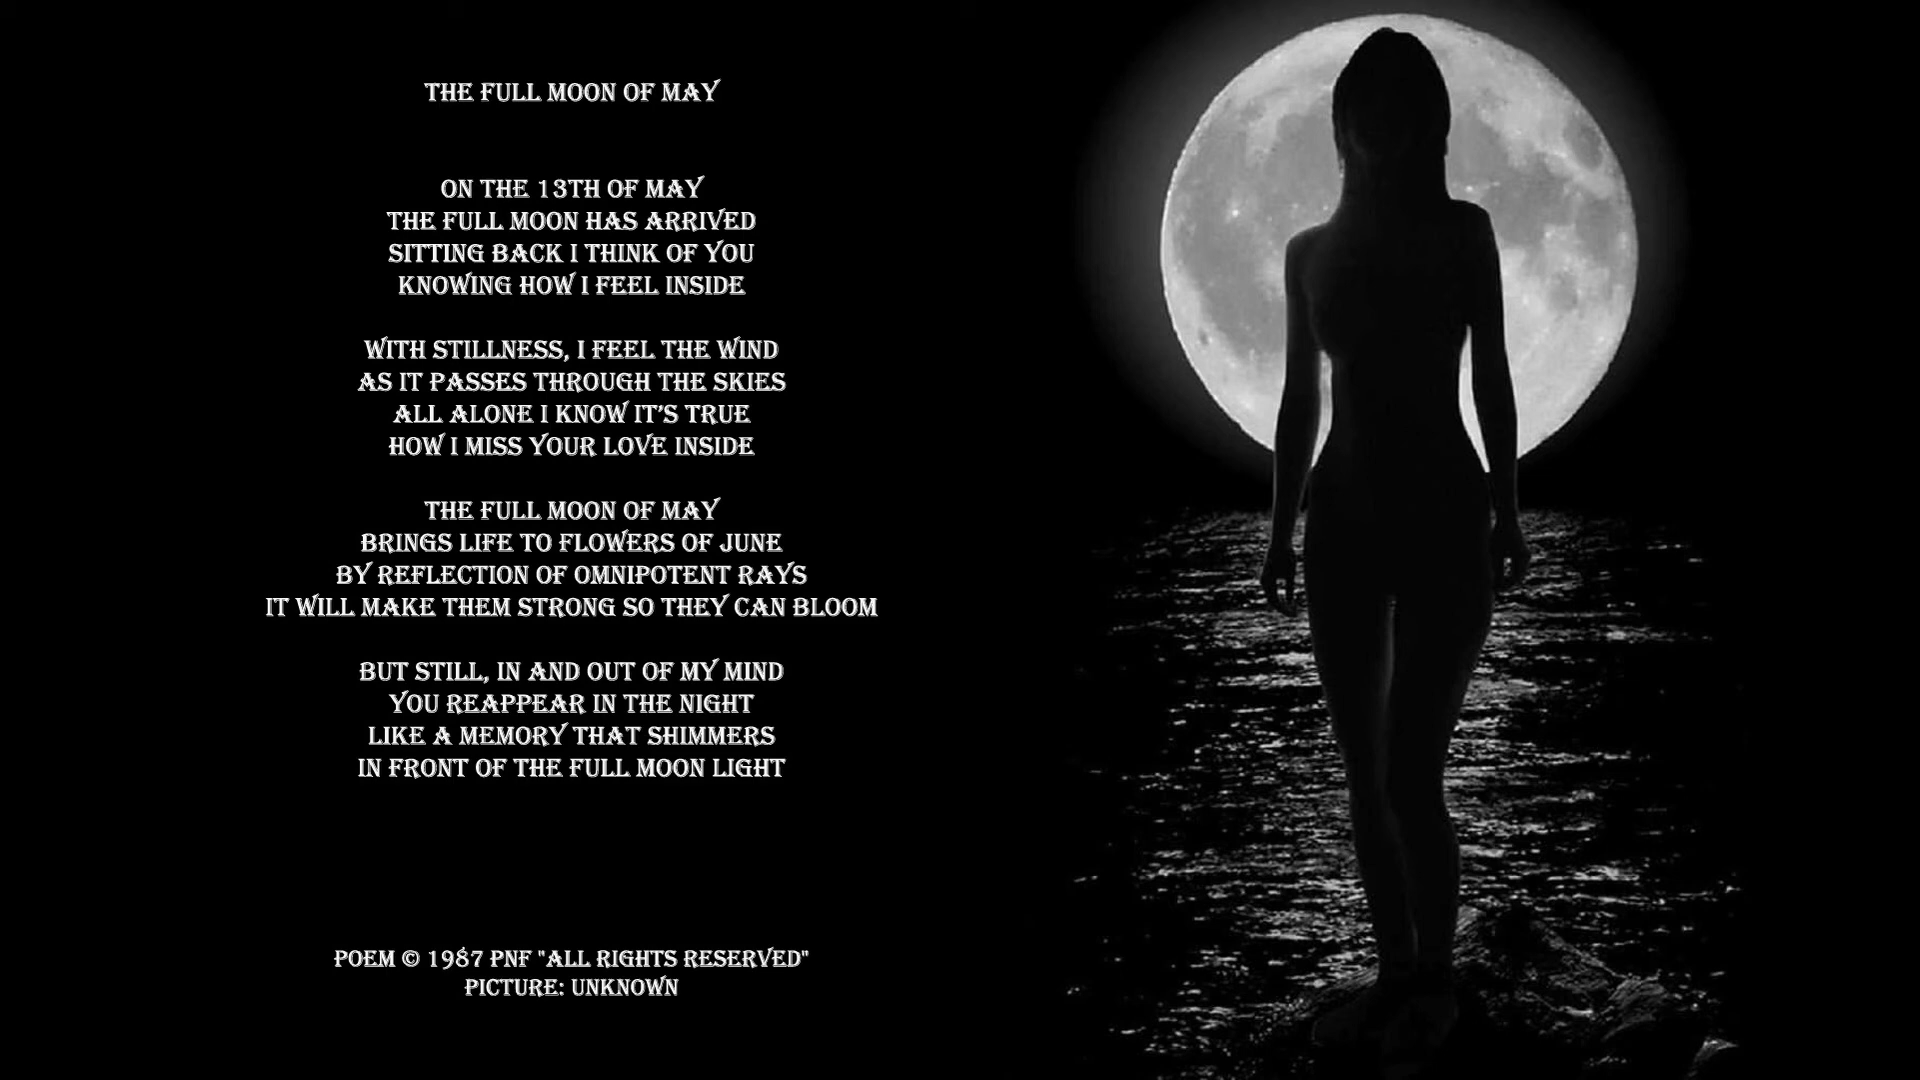 THE FULL MOON OF MAY
ON THE 13TH OF MAY
THE FULL MOON HAS ARRIVED
SITTING BACK I THINK OF YOU
KNOWING HOW I FEEL INSIDE
WITH STILLNESS, I FEEL THE WIND
AS IT PASSES THROUGH THE SKIES
ALL ALONE I KNOW IT'S TRUE
HOW I MISS YOUR LOVE INSIDE
THE FULL MOON OF MAY
BRINGS LIFE TO FLOWERS OF JUNE
BY REFLECTION OF OMNIPOTENT RAYS
IT WILL MAKE THEM STRONG SO THEY CAN BLOOM
BUT STILL, IN AND OUT OF MY MIND
YOU REAPPEAR IN THE NIGHT
LIKE A MEMORY THAT SHIMMERS
IN FRONT OF THE FULL MOON LIGHT
POEM © 1987 PNF "ALL RIGHTS RESERVED"
PICTURE: UNKNOWN